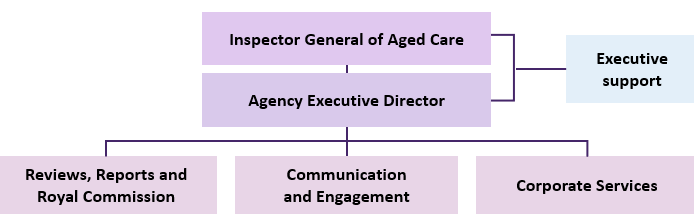 Inspector General of Aged Care
Executive
support
Agency Executive Director
Reviews, Reports and
Royal Commission
Communication
and Engagement
Corporate Services